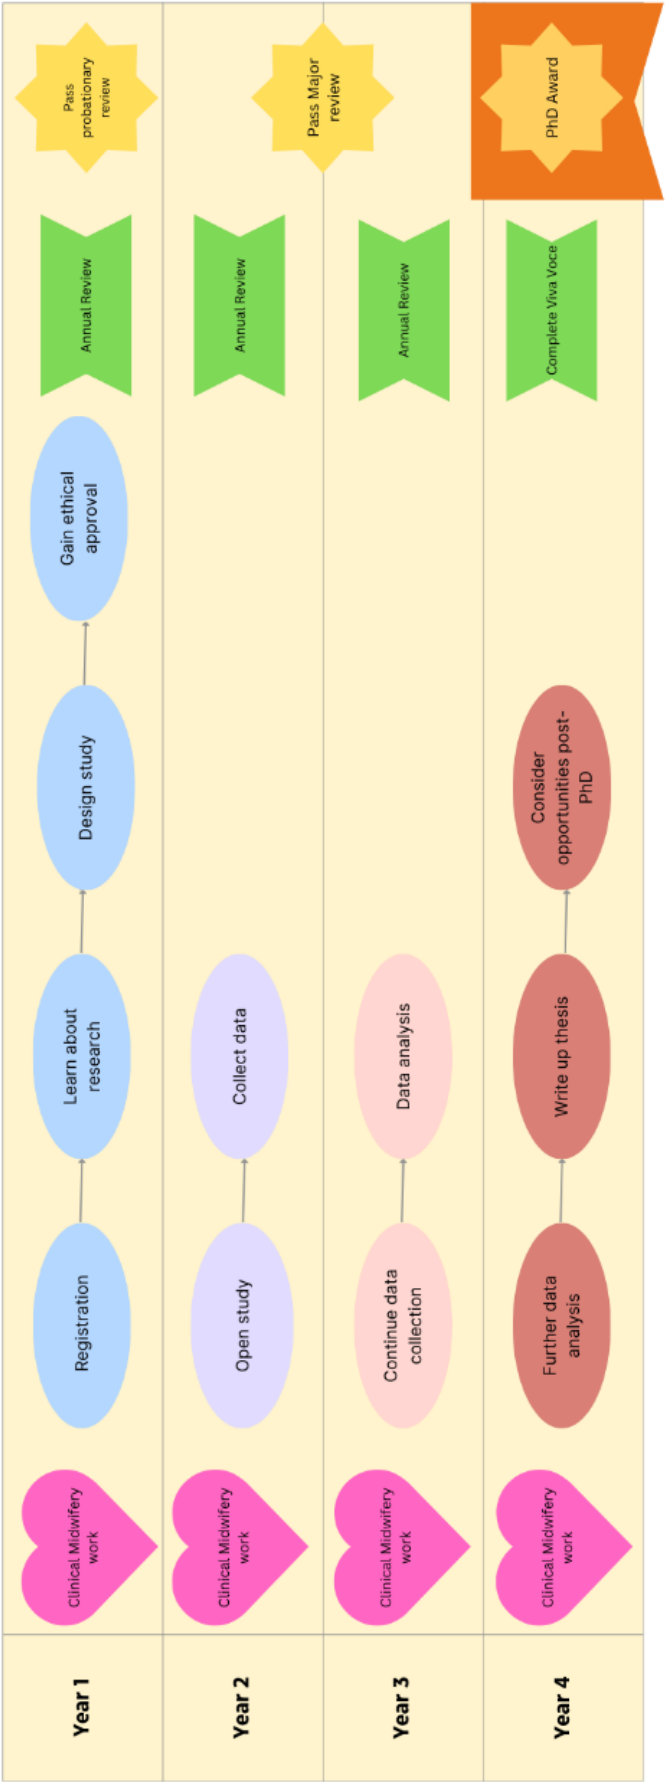 Year 1
Clinical Midwifery
work
Registration
Learn about
research
Design study
Gain ethical
approval
Annual Review
Pass
probationary
review
Year 2
Clinical Midwifery
work
Open study
Collect data
Annual Review
Pass Major
review
Year 3
Clinical Midwifery
work
Continue data
collection
Data analysis
Annual Review
Year 4
Clinical Midwifery
work
Further data
analysis
Write up thesis
Consider
opportunities post-
PhD
Complete Viva Voce
PhD Award